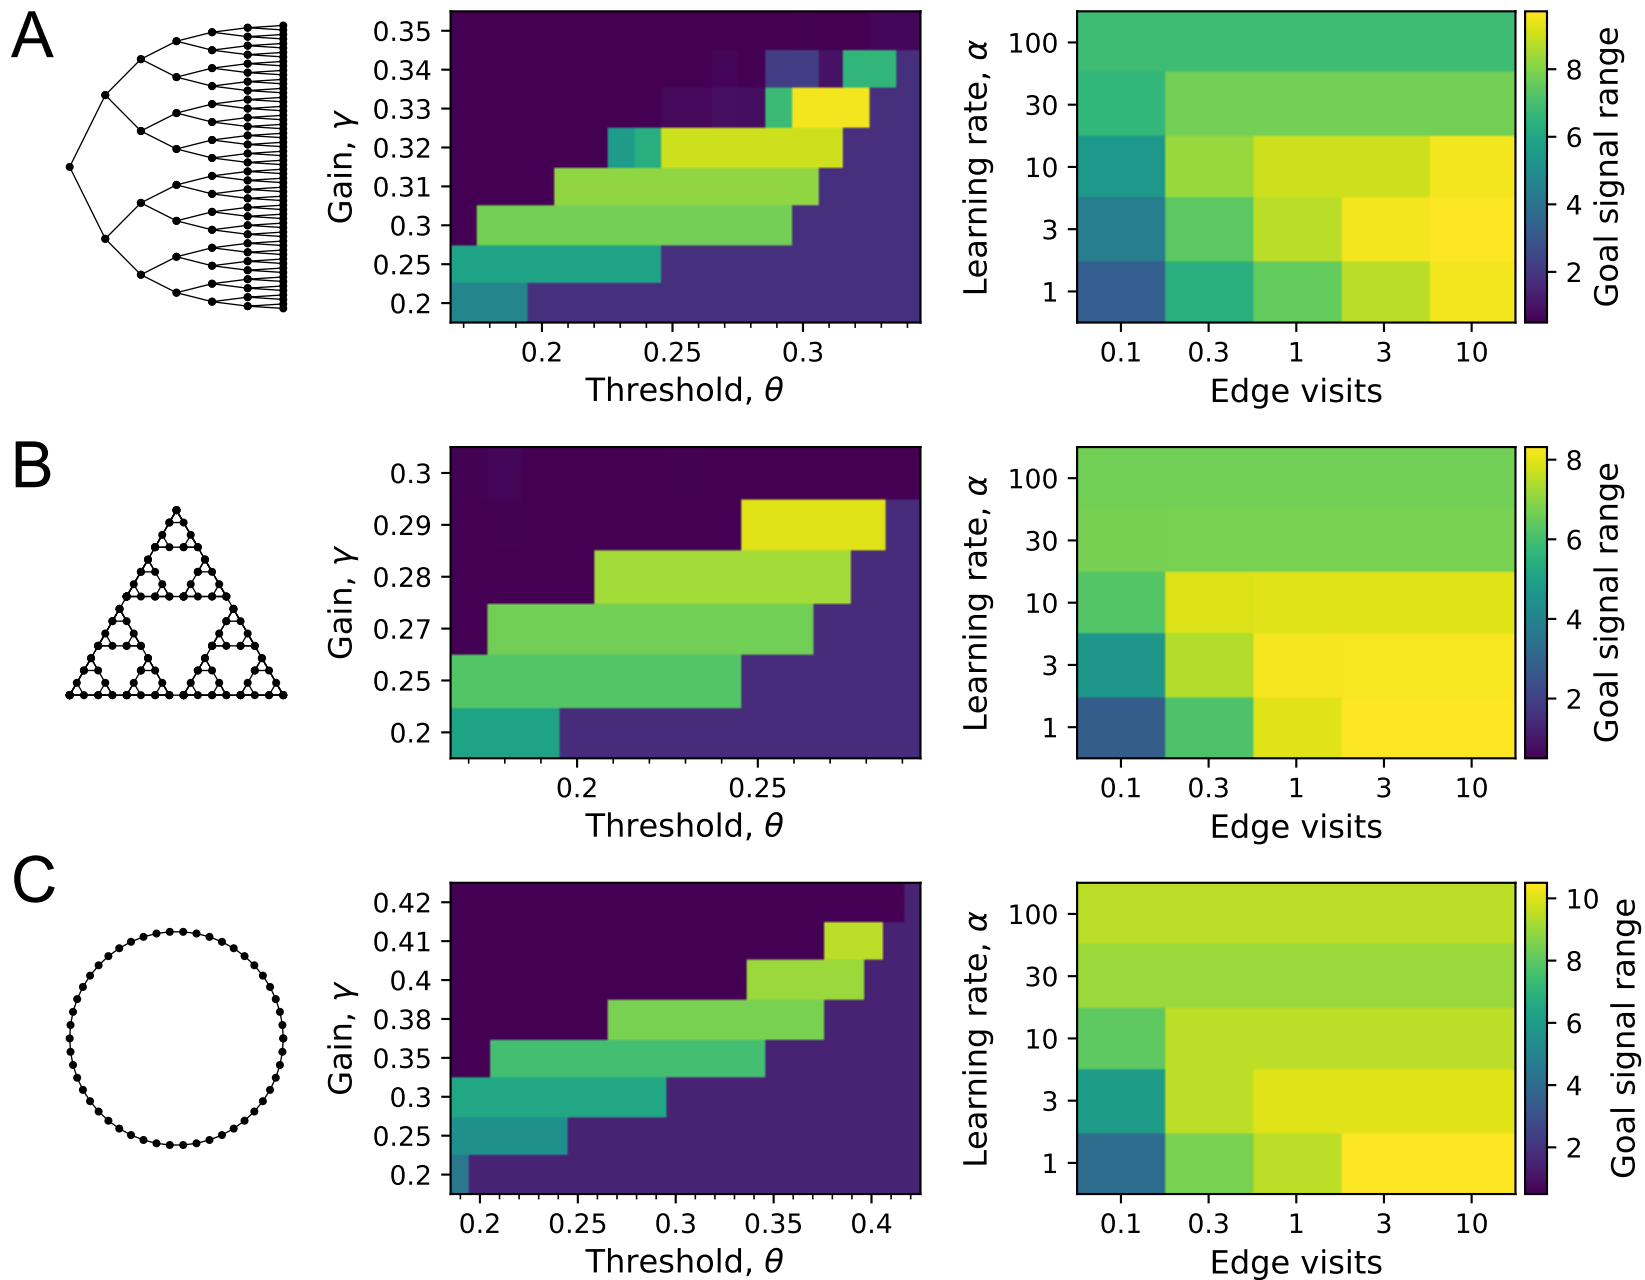 A
0.35
0.34
0.33
0.32
0.31
0.3
0.25
0.2
Gain, γ
0.2 0.25 0.3
Threshold, θ
100
30
10
3
1
Learning rate, α
0.1 0.3 1 3 10
Edge visits
8
6
4
2
Goal signal range
B
0.3
0.29
0.28
0.27
0.25
0.2
Gain, γ
0.2 0.25
Threshold, θ
100
30
10
3
1
Learning rate, α
0.1 0.3 1 3 10
Edge visits
8
6
4
2
Goal signal range
C
0.42
0.41
0.4
0.38
0.35
0.3
0.25
0.2
Gain, γ
0.2 0.25 0.3 0.35 0.4
Threshold, θ
100
30
10
3
1
Learning rate, α
0.1 0.3 1 3 10
Edge visits
10
8
6
4
2
Goal signal range